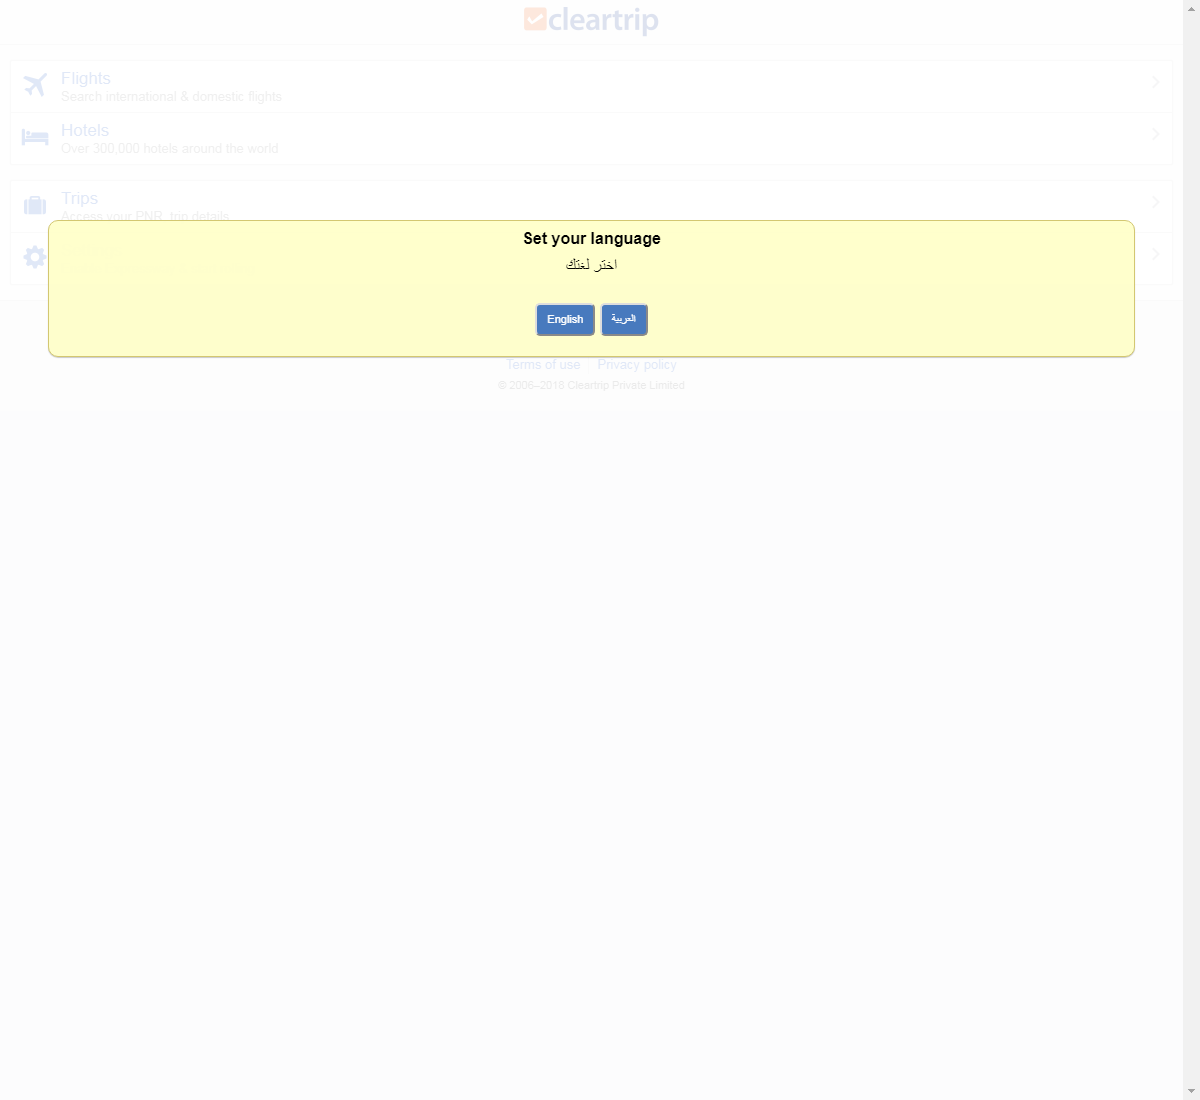 cleartrip
Flights
Search international & domestic flights
Hotels
Over 300,000 hotels around the world
Trips
Access your PNR, trip details
Set your language
اختر لغتك
English
العربية
Terms of use
Privacy policy
© 2006–2018 Cleartrip Private Limited